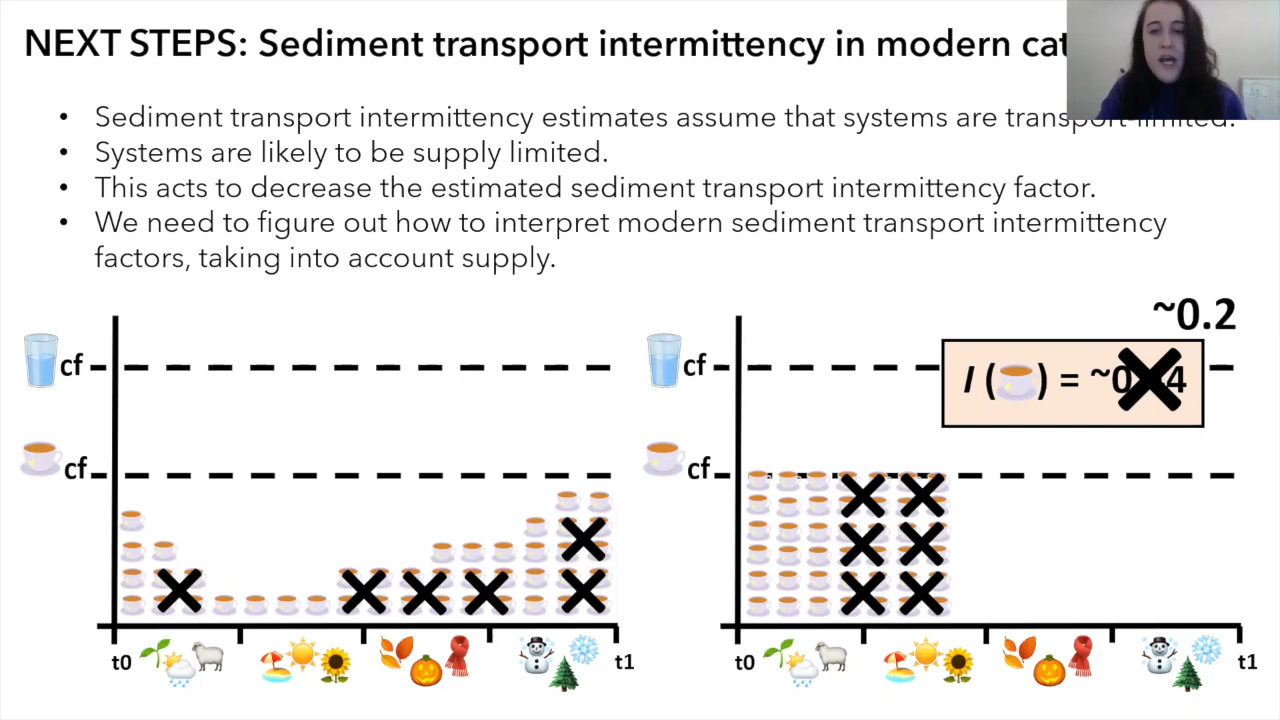 NEXT STEPS: Sediment transport intermittency in modern cat
• Sediment transport intermittency estimates assume that systems are transport limited.
• Systems are likely to be supply limited.
• This acts to decrease the estimated sediment transport intermittency factor.
• We need to figure out how to interpret modern sediment transport intermittency
factors, taking into account supply.
~0.2
cf
cf
I ( ) = ~0. 4
cf
cf
t0
t1
t0
t1